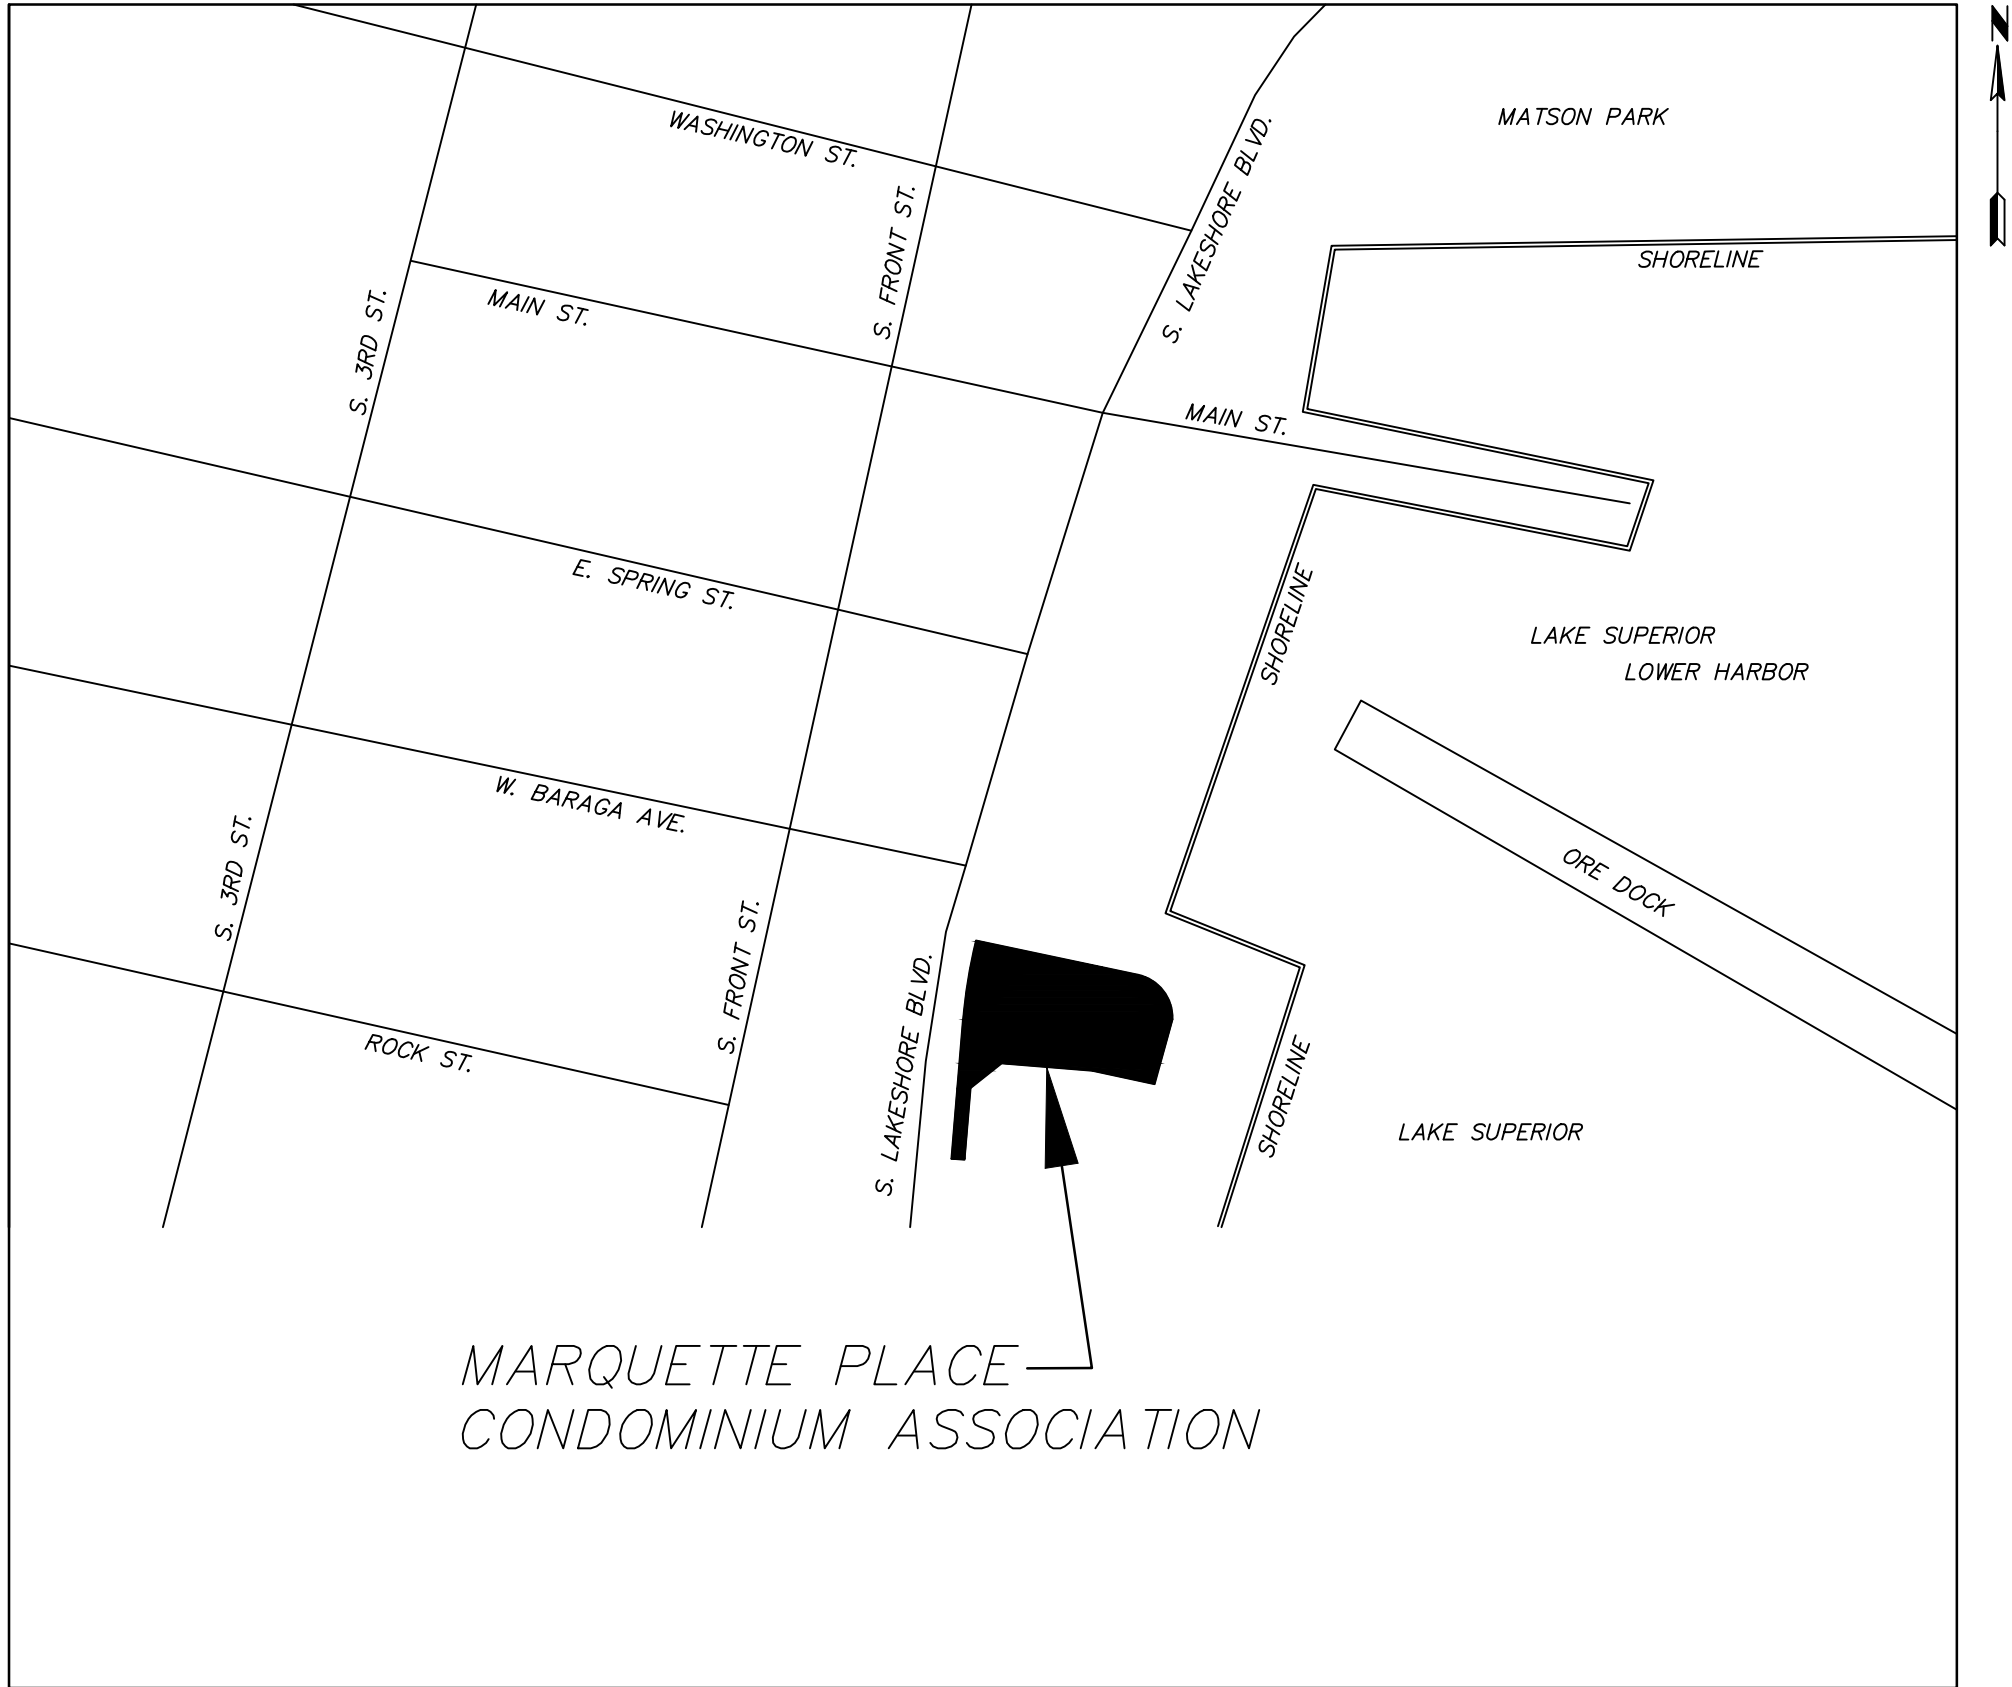 N
MATSON PARK
WASHINGTON ST.
S. LAKESHORE BLVD.
S. FRONT ST.
SHORELINE
MAIN ST.
S. 3RD ST.
MAIN ST.
E. SPRING ST.
SHORELINE
LAKE SUPERIOR
LOWER HARBOR
W. BARAGA AVE.
S. 3RD ST.
ORE DOCK
S. FRONT ST.
S. LAKESHORE BLVD.
ROCK ST.
SHORELINE
LAKE SUPERIOR
MARQUETTE PLACE
CONDOMINIUM ASSOCIATION